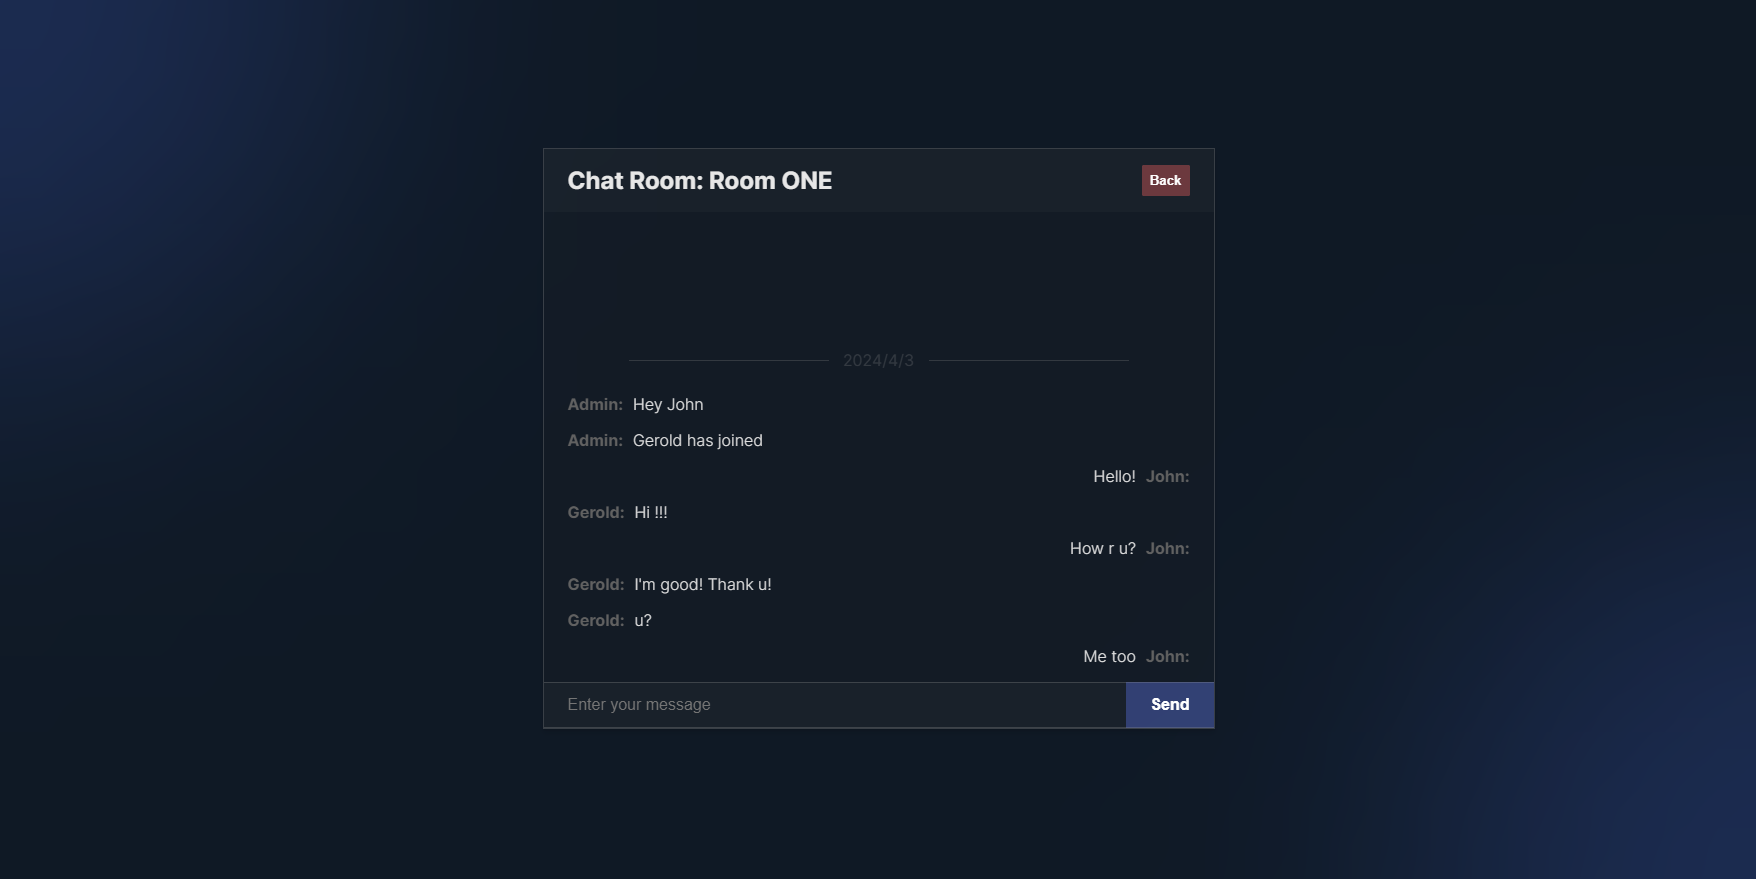 Chat Room: Room ONE
Back
2024/4/3
Admin: Hey John
Admin: Gerold has joined
Hello! John:
Gerold: Hi !!!
How r u? John:
Gerold: I'm good! Thank u!
Gerold: u?
Me too John:
Enter your message
Send